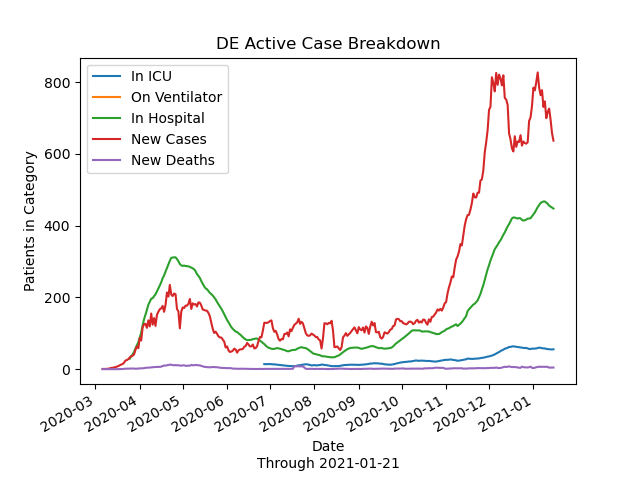 DE Active Case Breakdown
In ICU
On Ventilator
In Hospital
New Cases
New Deaths
Patients in Category
800
600
400
200
0
2020-03
2020-04
2020-05
2020-06
2020-07
2020-08
2020-09
2020-10
2020-11
2020-12
2021-01
Date
Through 2021-01-21